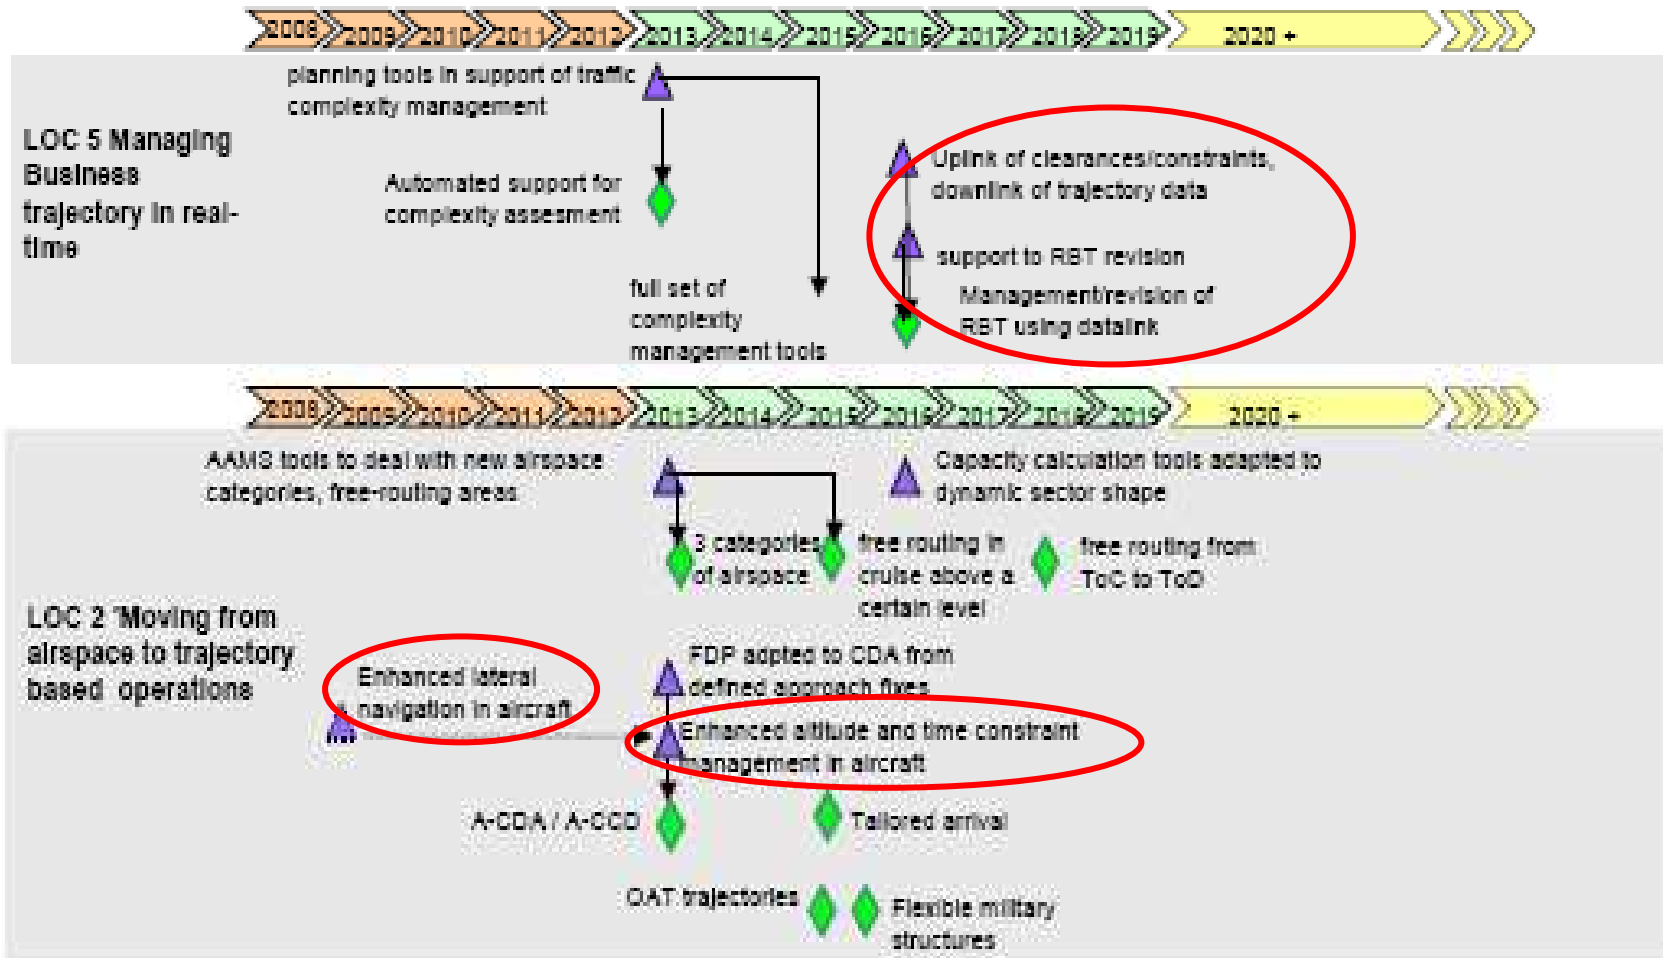 2008 2009 2010 2011 2012 2013 2014 2015 2016 2017 2018 2019 2020 +
planning tools in support of traffic
complexity management
LOC 5 Managing
Business
trajectory in real-
time
Automated support for
complexity assesment
full set of
complexity
management tools
Uplink of clearances/constraints,
downlink of trajectory data
support to RBT revision
Management/revision of
RBT using datalink
2008 2009 2010 2011 2012 2013 2014 2015 2016 2017 2018 2019 2020 +
AAMS tools to deal with new airspace
categories, free-routing areas
Capacity calculation tools adapted to
dynamic sector shape
3 categories
of airspace
free routing in
cruise above a
certain level
free routing from
ToC to ToD
LOC 2 'Moving from
airspace to trajectory
based operations
Enhanced lateral
navigation in aircraft
FDP adpted to CDA from
defined approach fixes
Enhanced altitude and time constraint
management in aircraft
A-CDA / A-CCD
Tailored arrival
OAT trajectories
Flexible military
structures